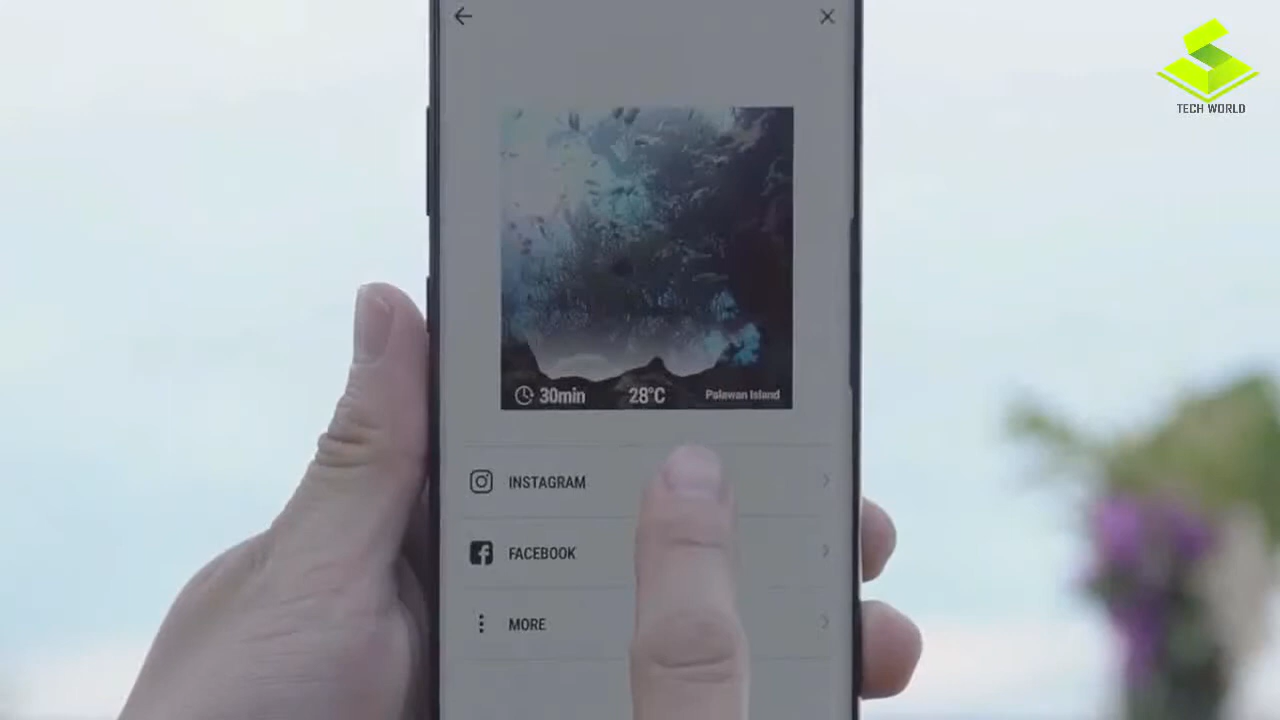 TECH WORLD
30min 28°C Palawan Island
INSTAGRAM
FACEBOOK
MORE